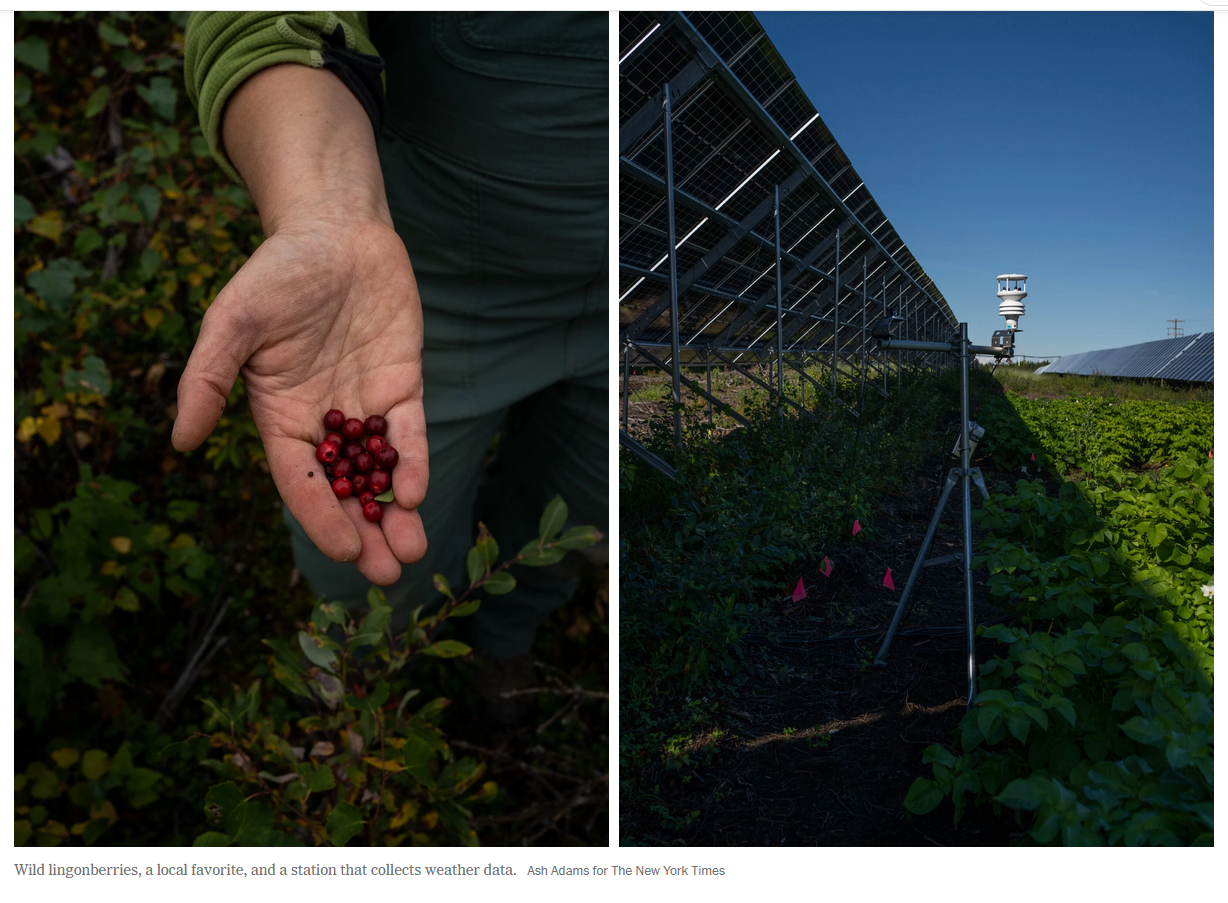 Wild lingonberries, a local favorite, and a station that collects weather data. Ash Adams for The New York Times